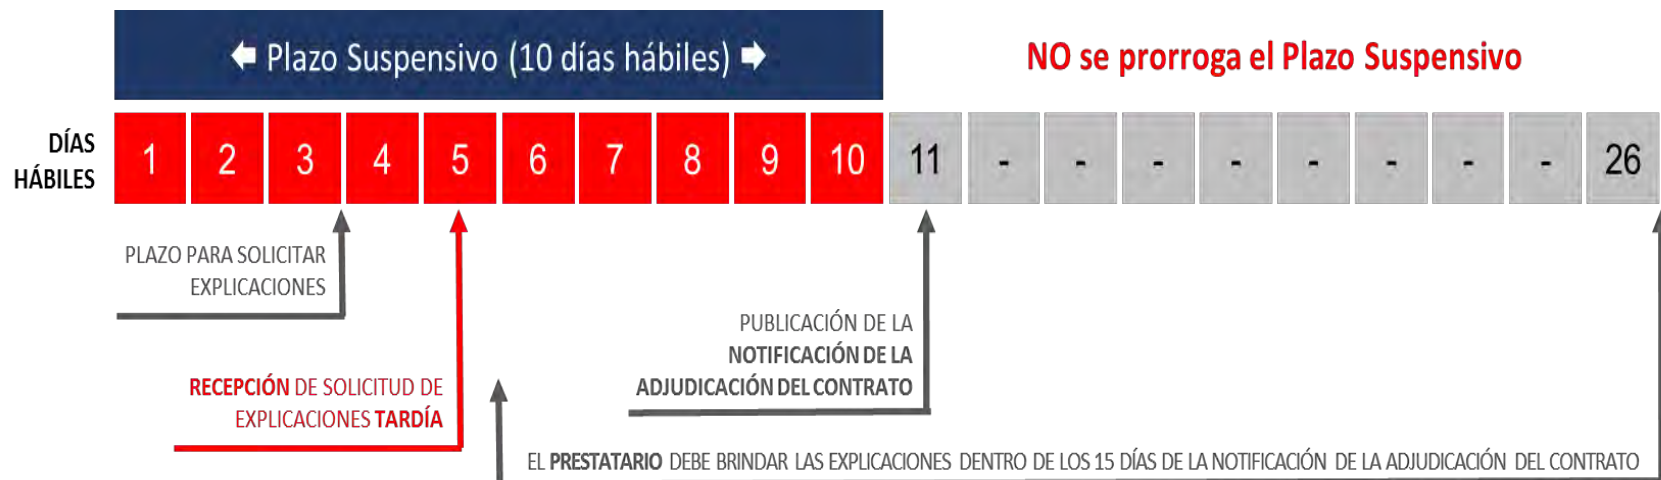 🡄 Plazo Suspensivo (10 días hábiles) 🡆
NO se prorroga el Plazo Suspensivo
DÍAS
HÁBILES
1 2 3 4 5 6 7 8 9 10 11 - - - - - - - - 26
PLAZO PARA SOLICITAR
EXPLICACIONES
PUBLICACIÓN DE LA
NOTIFICACIÓN DE LA
ADJUDICACIÓN DEL CONTRATO
RECEPCIÓN DE SOLICITUD DE
EXPLICACIONES TARDÍA
EL PRESTATARIO DEBE BRINDAR LAS EXPLICACIONES DENTRO DE LOS 15 DÍAS DE LA NOTIFICACIÓN DE LA ADJUDICACIÓN DEL CONTRATO